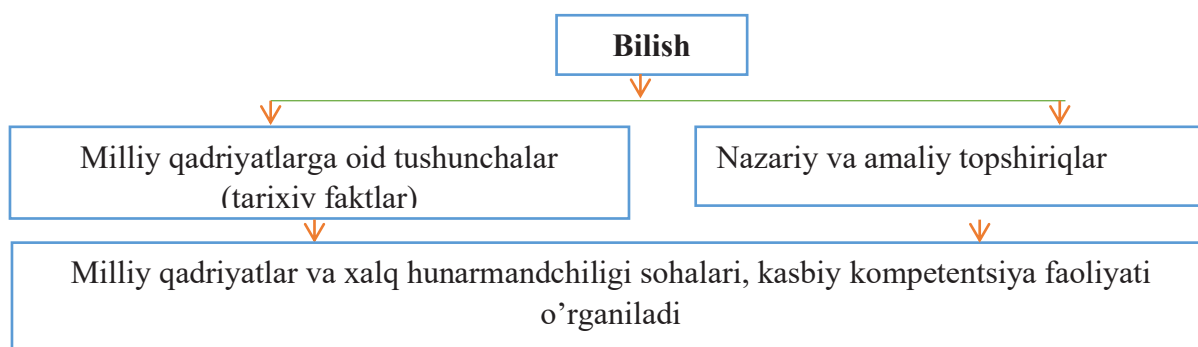 Bilish
Milliy qadriyatlarga oid tushunchalar
(tarixiv faktlar)
Nazariy va amaliy topshiriqlar
Milliy qadriyatlar va xalq hunarmandchiligi sohalari, kasbiy kompetentsiya faoliyati
o’rganiladi